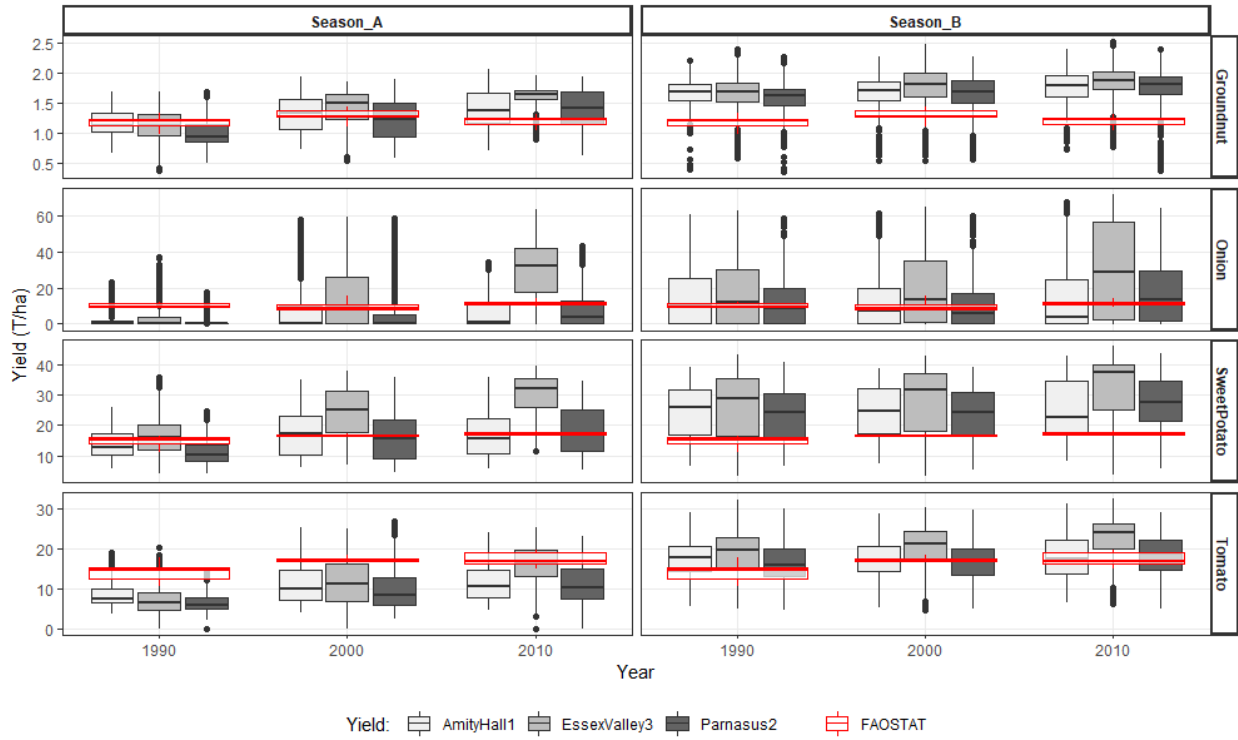 Season_A
Season_B
2.5
2.0
1.5
1.0
0.5
Groundnut
60
40
20
0
Onion
40
30
20
10
SweetPotato
30
20
10
0
Tomato
Yield (T/ha)
1990
2000
2010
1990
2000
2010
Year
Yield: AmityHall1 EssexValley3 Parnasus2 FAOSTAT